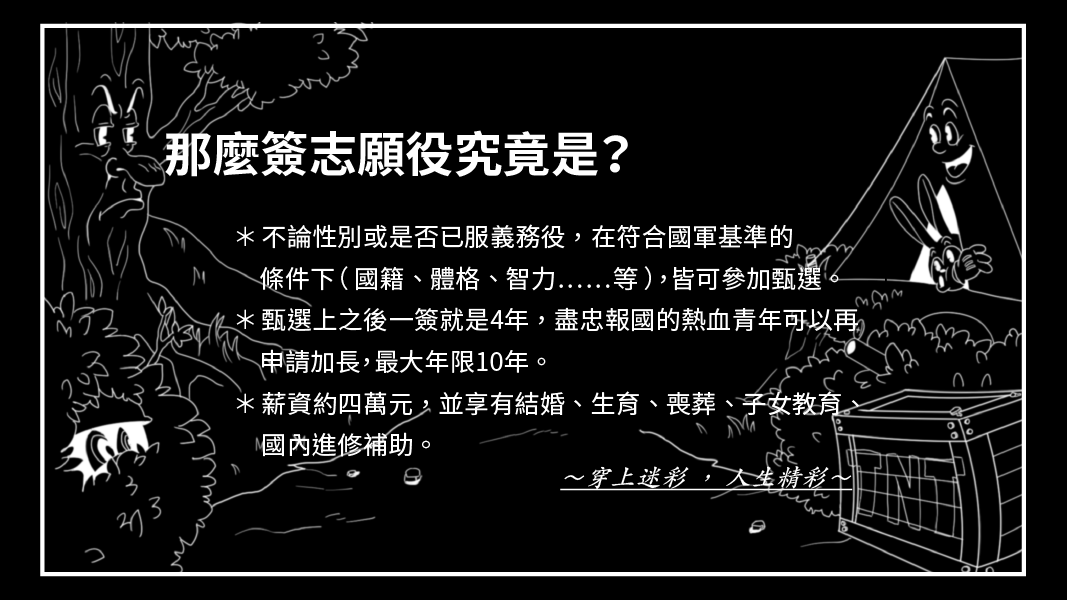 那麼簽志願役究竟是？
＊不論性別或是否已服義務役，在符合國軍基準的
條件下（國籍、體格、智力……等），皆可參加甄選。
＊甄選上之後一簽就是4年，盡忠報國的熱血青年可以再
申請加長，最大年限10年。
＊薪資約四萬元，並享有結婚、生育、喪葬、子女教育、
國內進修補助。
～穿上迷彩，人生精彩～
TNT